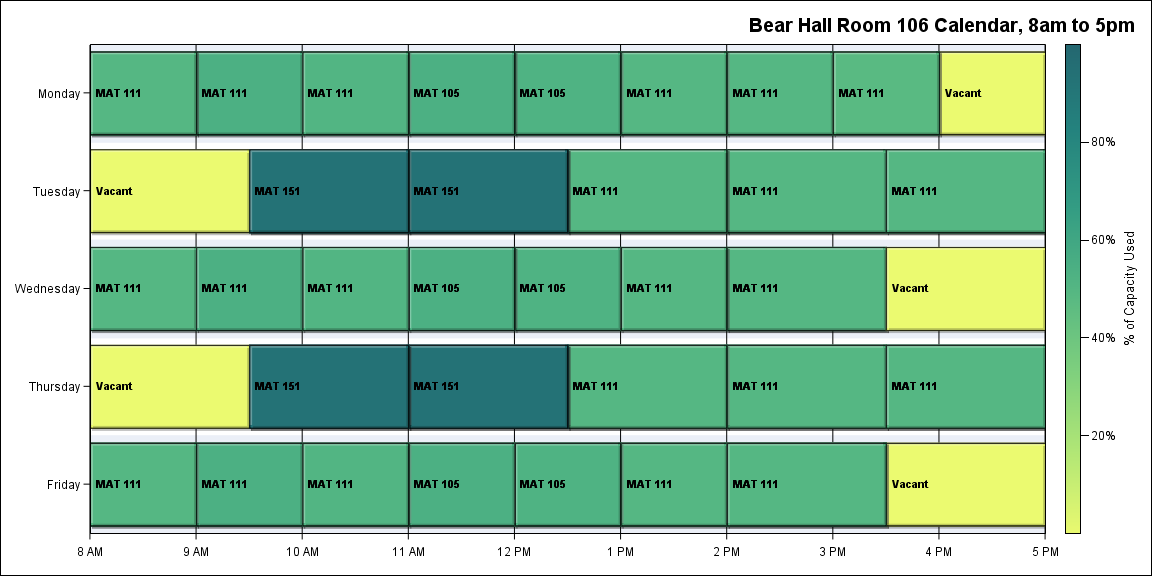 Bear Hall Room 106 Calendar, 8am to 5pm
Monday MAT 111 MAT 111 MAT 111 MAT 105 MAT 105 MAT 111 MAT 111 MAT 111 Vacant
80%
Tuesday Vacant MAT 151 MAT 151 MAT 111 MAT 111 MAT 111
60%
Wednesday MAT 111 MAT 111 MAT 111 MAT 105 MAT 105 MAT 111 MAT 111 Vacant
% of Capacity Used
40%
Thursday Vacant MAT 151 MAT 151 MAT 111 MAT 111 MAT 111
20%
Friday MAT 111 MAT 111 MAT 111 MAT 105 MAT 105 MAT 111 MAT 111 Vacant
8 AM 9 AM 10 AM 11 AM 12 PM 1 PM 2 PM 3 PM 4 PM 5 PM